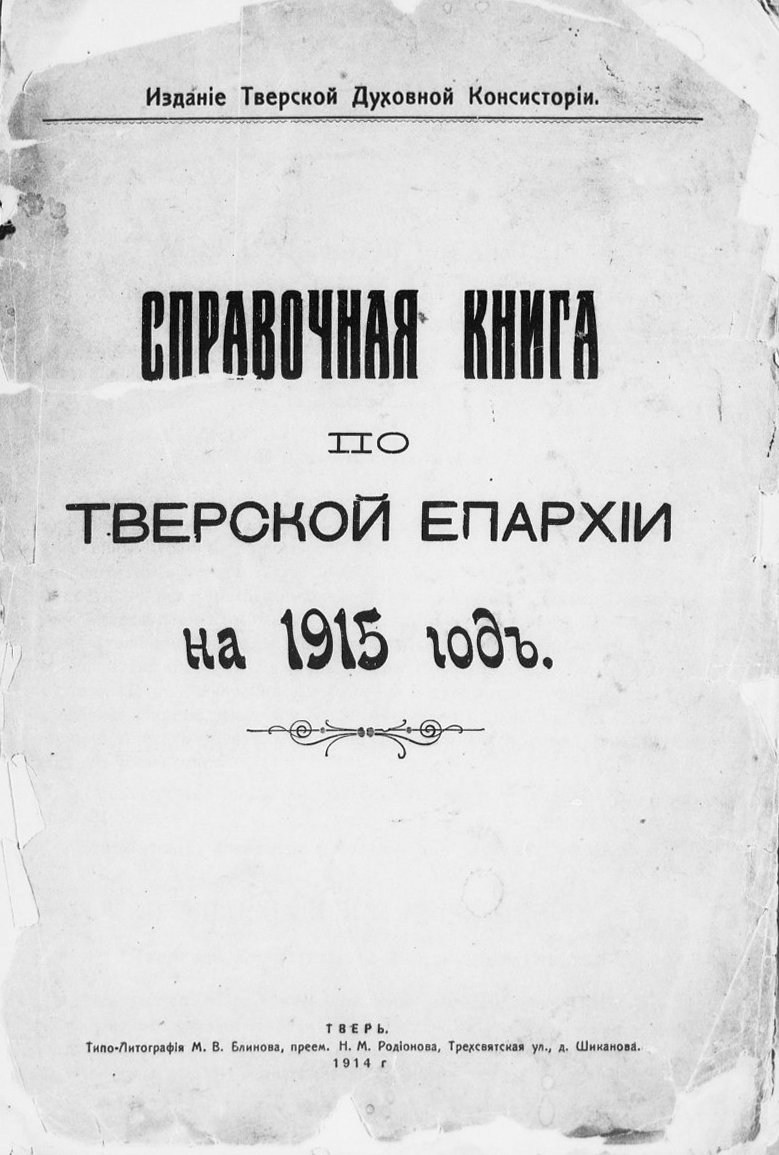 Изданіе Тверской Духовной Консисторіи.
СПРАВОЧНАЯ КНИГА
ПО
ТВЕРСКОЙ ЕПАРХІИ
на 1915 годъ.
ТВЕРЬ.
Типо-Литографія М. В. Блинова, преем. Н. М. Родіонова, Трехсвятская ул., д. Шиканова.
1914 г